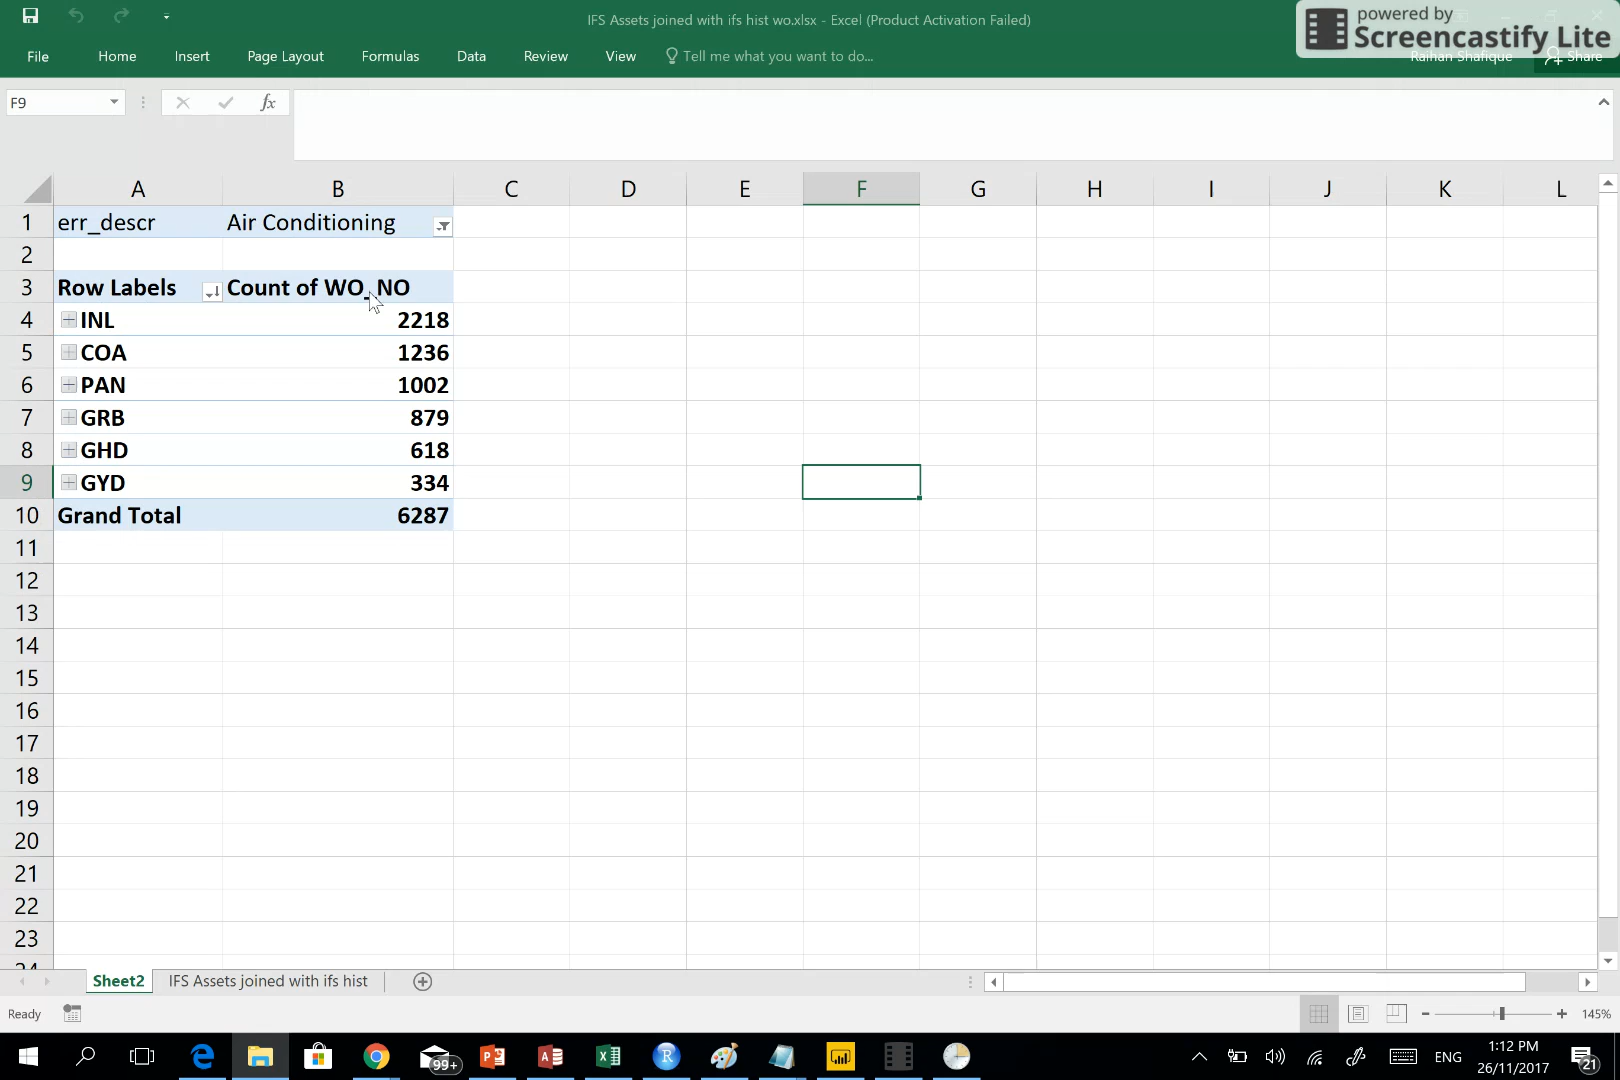 IFS Assets joined with ifs hist wo.xlsx - Excel (Product Activation Failed)
powered by
Screencastify Lite
File Home Insert Page Layout Formulas Data Review View Tell me what you want to do... Raihan Shafique Share
F9 fx
A B C D E F G H I J K L
1 err_descr Air Conditioning
2
3 Row Labels Count of WO_NO
4 INL 2218
5 COA 1236
6 PAN 1002
7 GRB 879
8 GHD 618
9 GYD 334
10 Grand Total 6287
11
12
13
14
15
16
17
18
19
20
21
22
23
24
Sheet2 IFS Assets joined with ifs hist
Ready 145%
99+ ENG 1:12 PM
26/11/2017 21